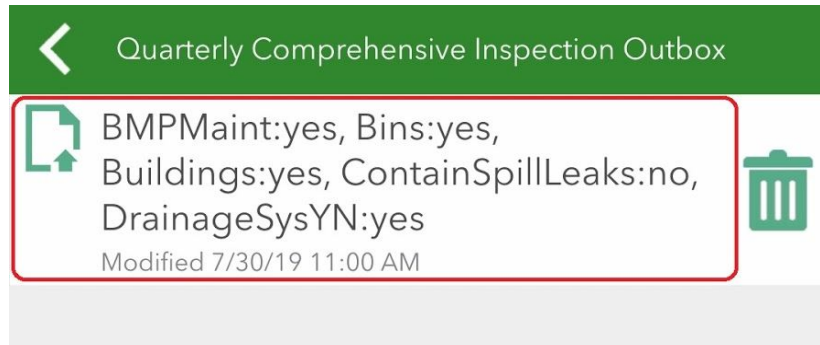 Quarterly Comprehensive Inspection Outbox
BMPMaint:yes, Bins:yes,
Buildings:yes, ContainSpillLeaks:no,
DrainageSysYN:yes
Modified 7/30/19 11:00 AM